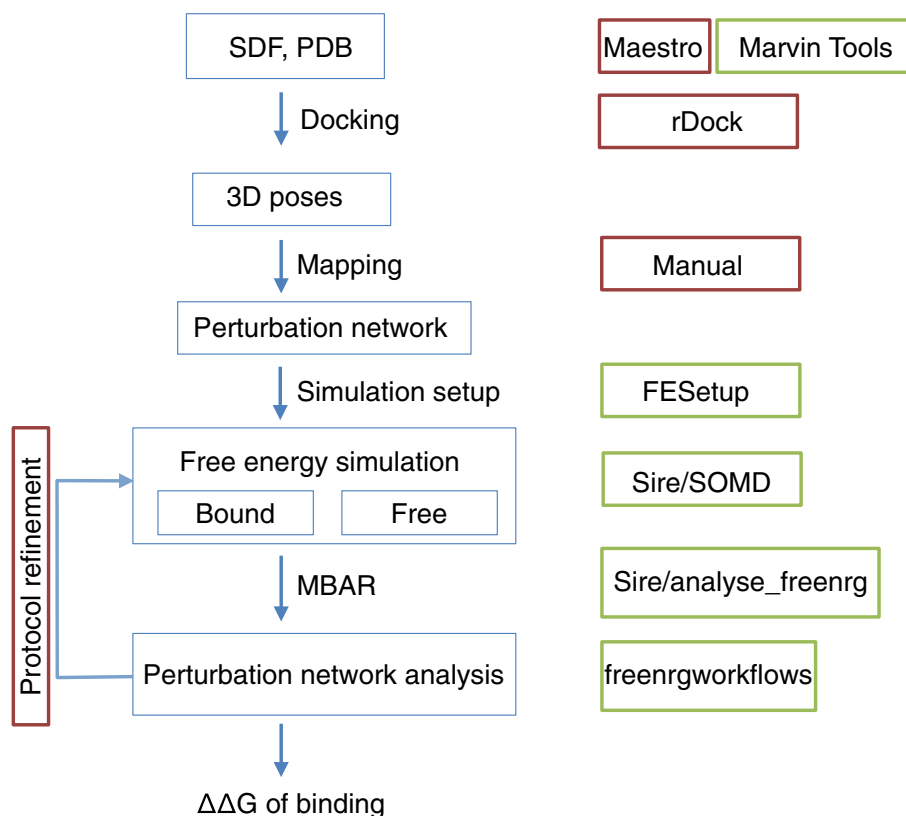 SDF, PDB
Maestro
Marvin Tools
Docking
rDock
3D poses
Mapping
Manual
Perturbation network
Simulation setup
FESetup
Protocol refinement
Free energy simulation
Bound
Free
Sire/SOMD
MBAR
Sire/analyse_freenrg
Perturbation network analysis
freenrgworkflows
ΔΔG of binding